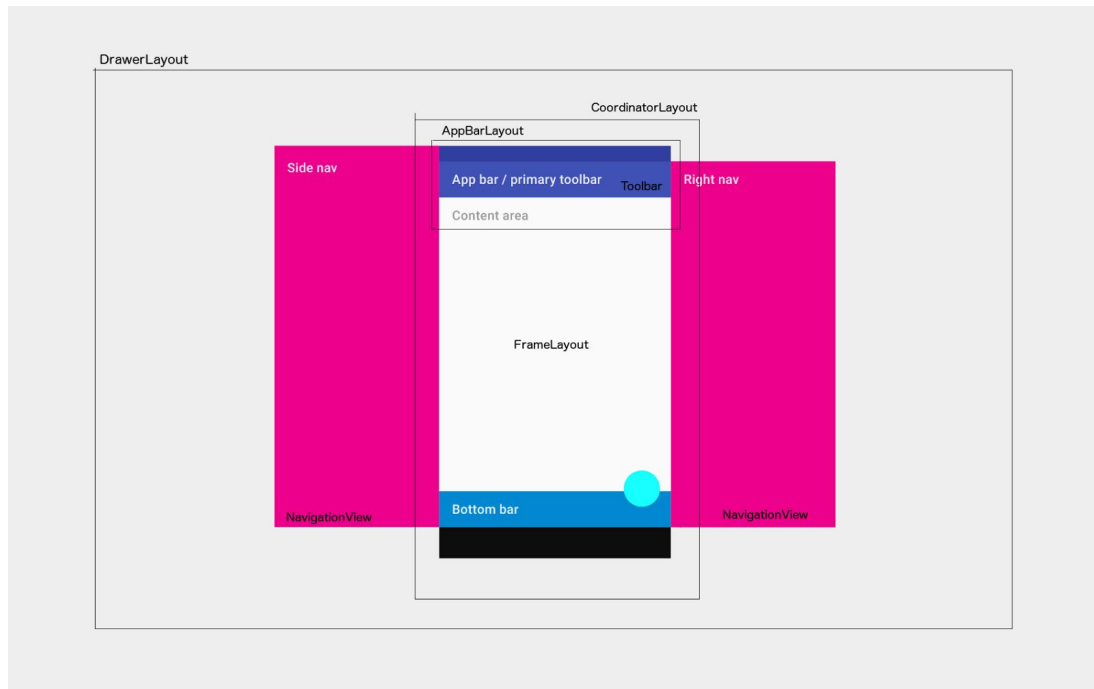 DrawerLayout
CoordinatorLayout
AppBarLayout
Side nav
App bar / primary toolbar
Toolbar
Right nav
Content area
FrameLayout
Bottom bar
NavigationView
NavigationView